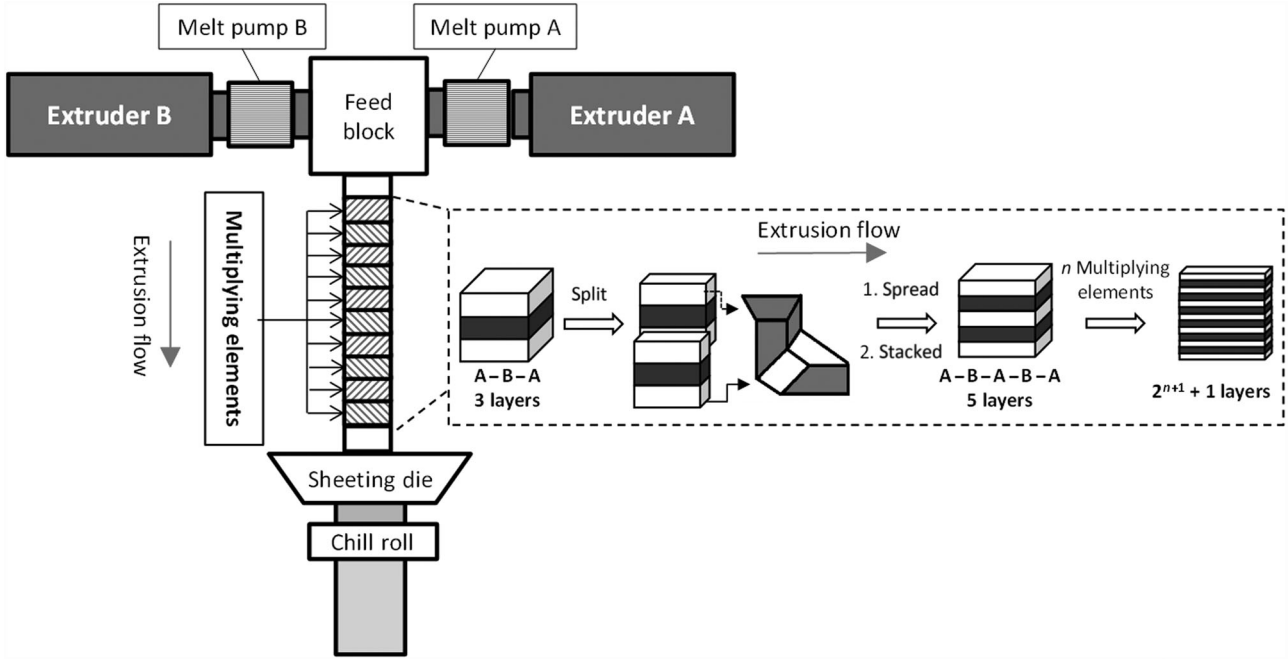 Melt pump B
Melt pump A
Extruder B
Feed
block
Extruder A
Multiplying elements
Extrusion flow
Extrusion flow
Split
1. Spread
2. Stacked
n Multiplying
elements
A – B – A
3 layers
A – B – A – B – A
5 layers
2ⁿ⁺¹ + 1 layers
Sheeting die
Chill roll